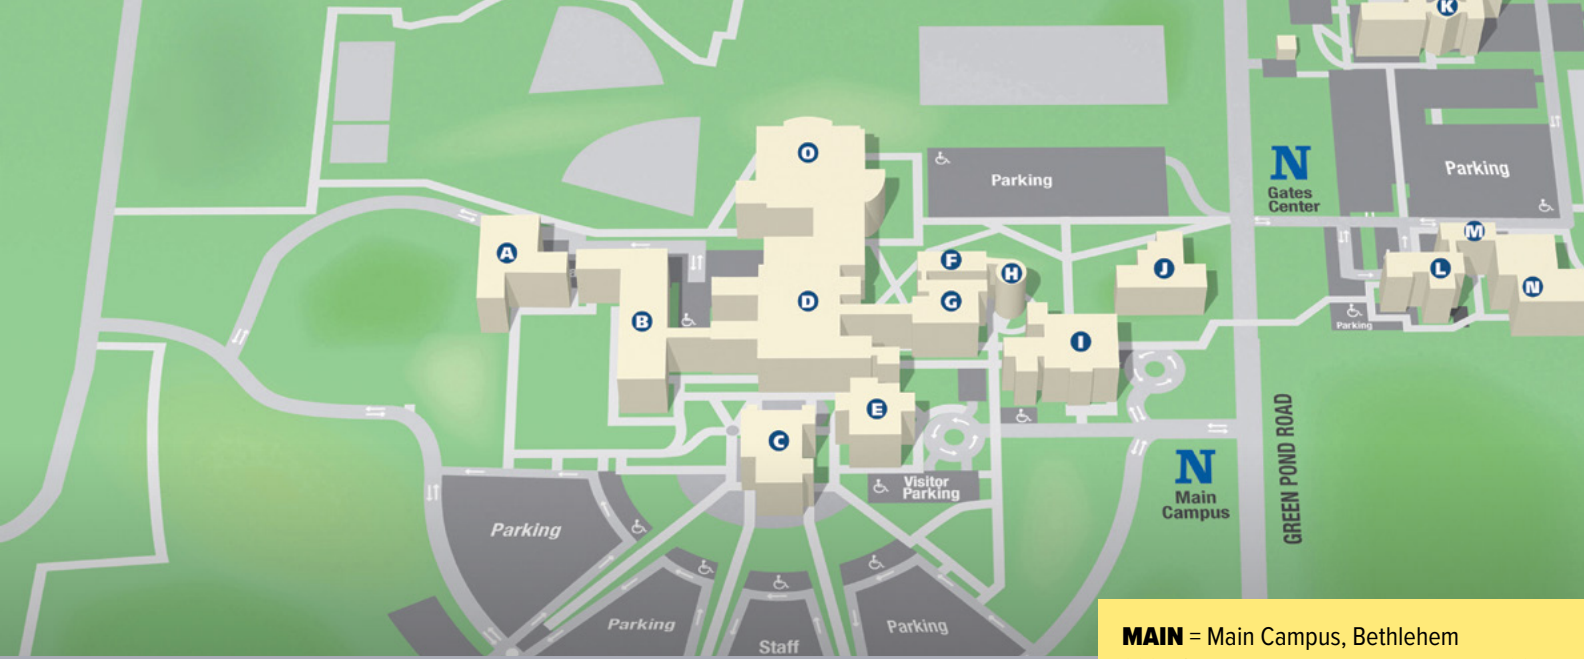 K
O
Parking
N
Gates
Center
Parking
A
F
H
J
M
L
N
B
D
G
I
E
C
GREEN POND ROAD
N
Main
Campus
Visitor
Parking
Parking
Parking
Parking
Staff
Parking
MAIN = Main Campus, Bethlehem